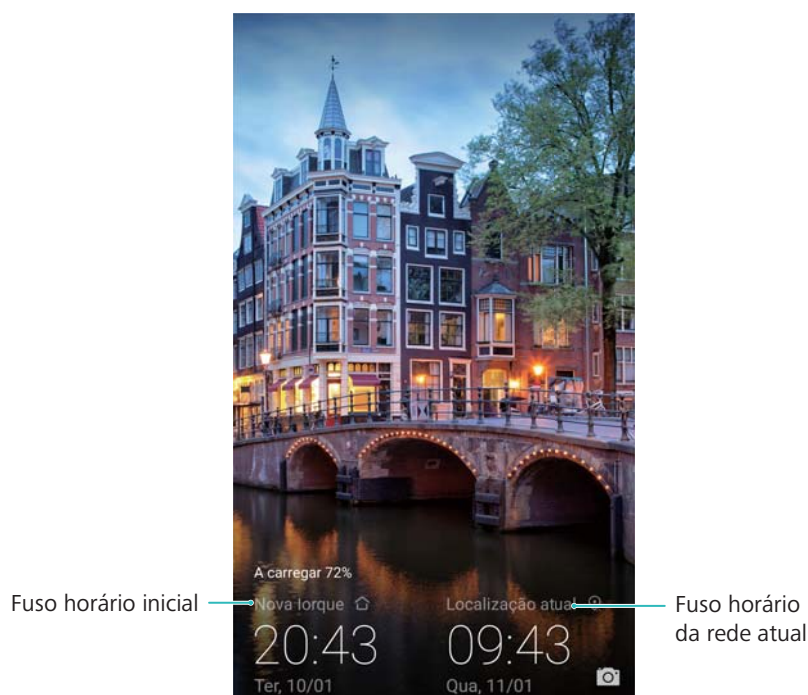 A carregar 72%
Fuso horário inicial
Nova Iorque
Localização atual
Fuso horário
da rede atual
20:43
09:43
Ter, 10/01
Qua, 11/01